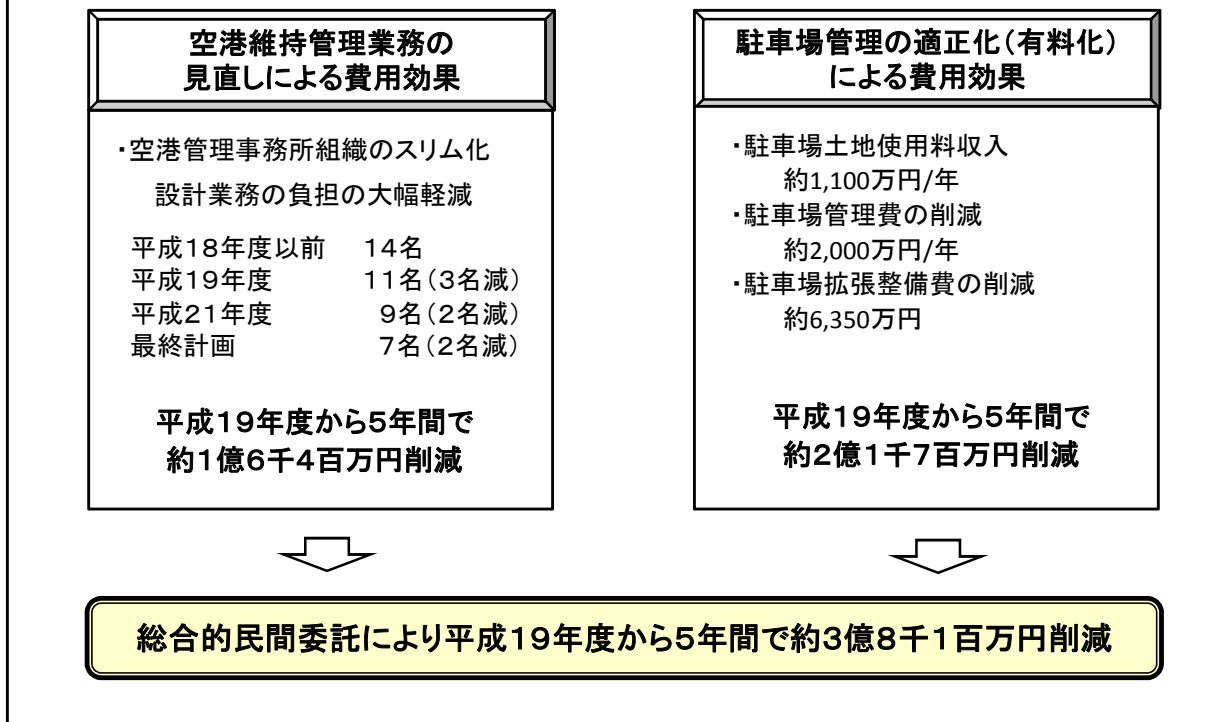 空港維持管理業務の
見直しによる費用効果
・空港管理事務所組織のスリム化
設計業務の負担の大幅軽減
平成18年度以前　14名
平成19年度　11名（3名減）
平成21年度　9名（2名減）
最終計画　7名（2名減）
平成19年度から5年間で
約1億6千4百万円削減
駐車場管理の適正化（有料化）
による費用効果
・駐車場土地使用料収入
約1,100万円/年
・駐車場管理費の削減
約2,000万円/年
・駐車場拡張整備費の削減
約6,350万円
平成19年度から5年間で
約2億1千7百万円削減
総合的民間委託により平成19年度から5年間で約3億8千1百万円削減